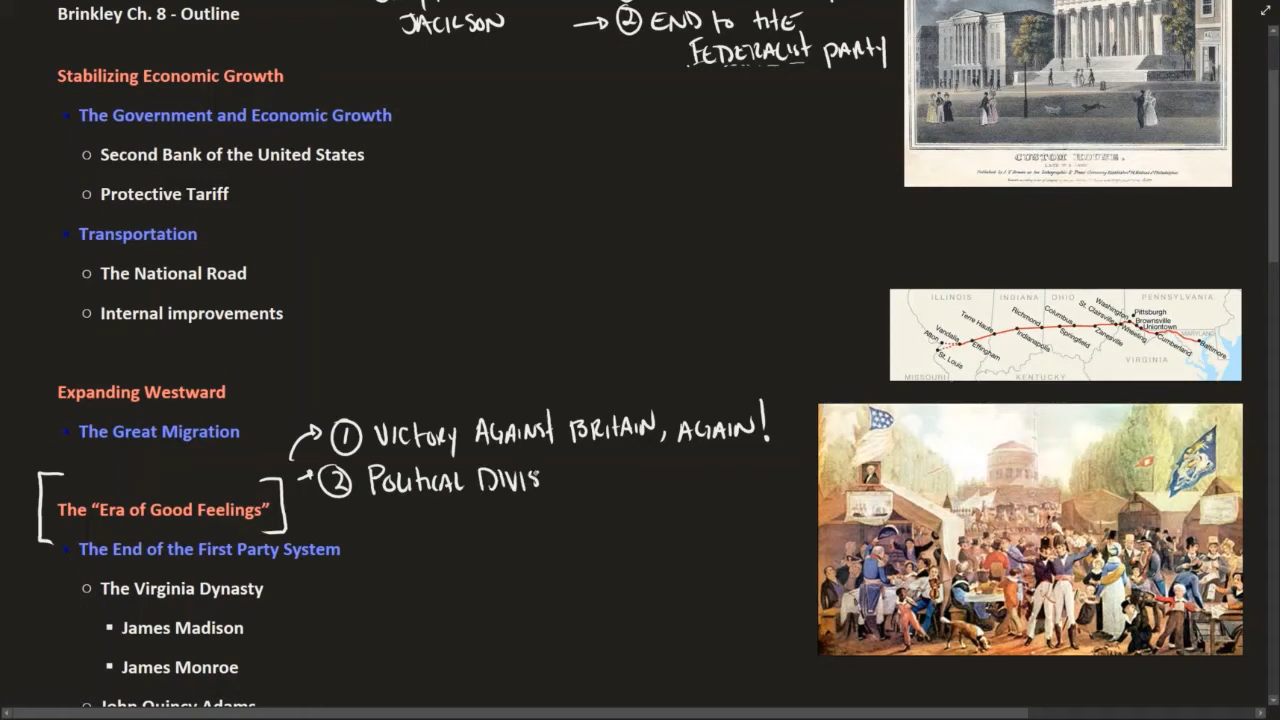 Brinkley Ch. 8 - Outline
JACKSON
→ ② END to tHE
FEDERALIST PARTY
Stabilizing Economic Growth
The Government and Economic Growth
Second Bank of the United States
Protective Tariff
Transportation
The National Road
Internal improvements
Expanding Westward
The Great Migration
① VICTORY AGAINST BRITAIN, AGAIN!
② POLITICAL DIVIS
The “Era of Good Feelings”
The End of the First Party System
The Virginia Dynasty
James Madison
James Monroe
John Quincy Adams
CUSTOM HOUSE.
ILLINOIS
INDIANA
OHIO
PENNSYLVANIA
Washington
Pittsburgh
St. Clairsville
Brownsville
Uniontown
Columbus
Richmond
Terre Haute
Vandalia
Alton
St. Louis
Effingham
Indianapolis
Springfield
Zanesville
Wheeling
Cumberland
Baltimore
MARYLAND
VIRGINIA
MISSOURI
KENTUCKY